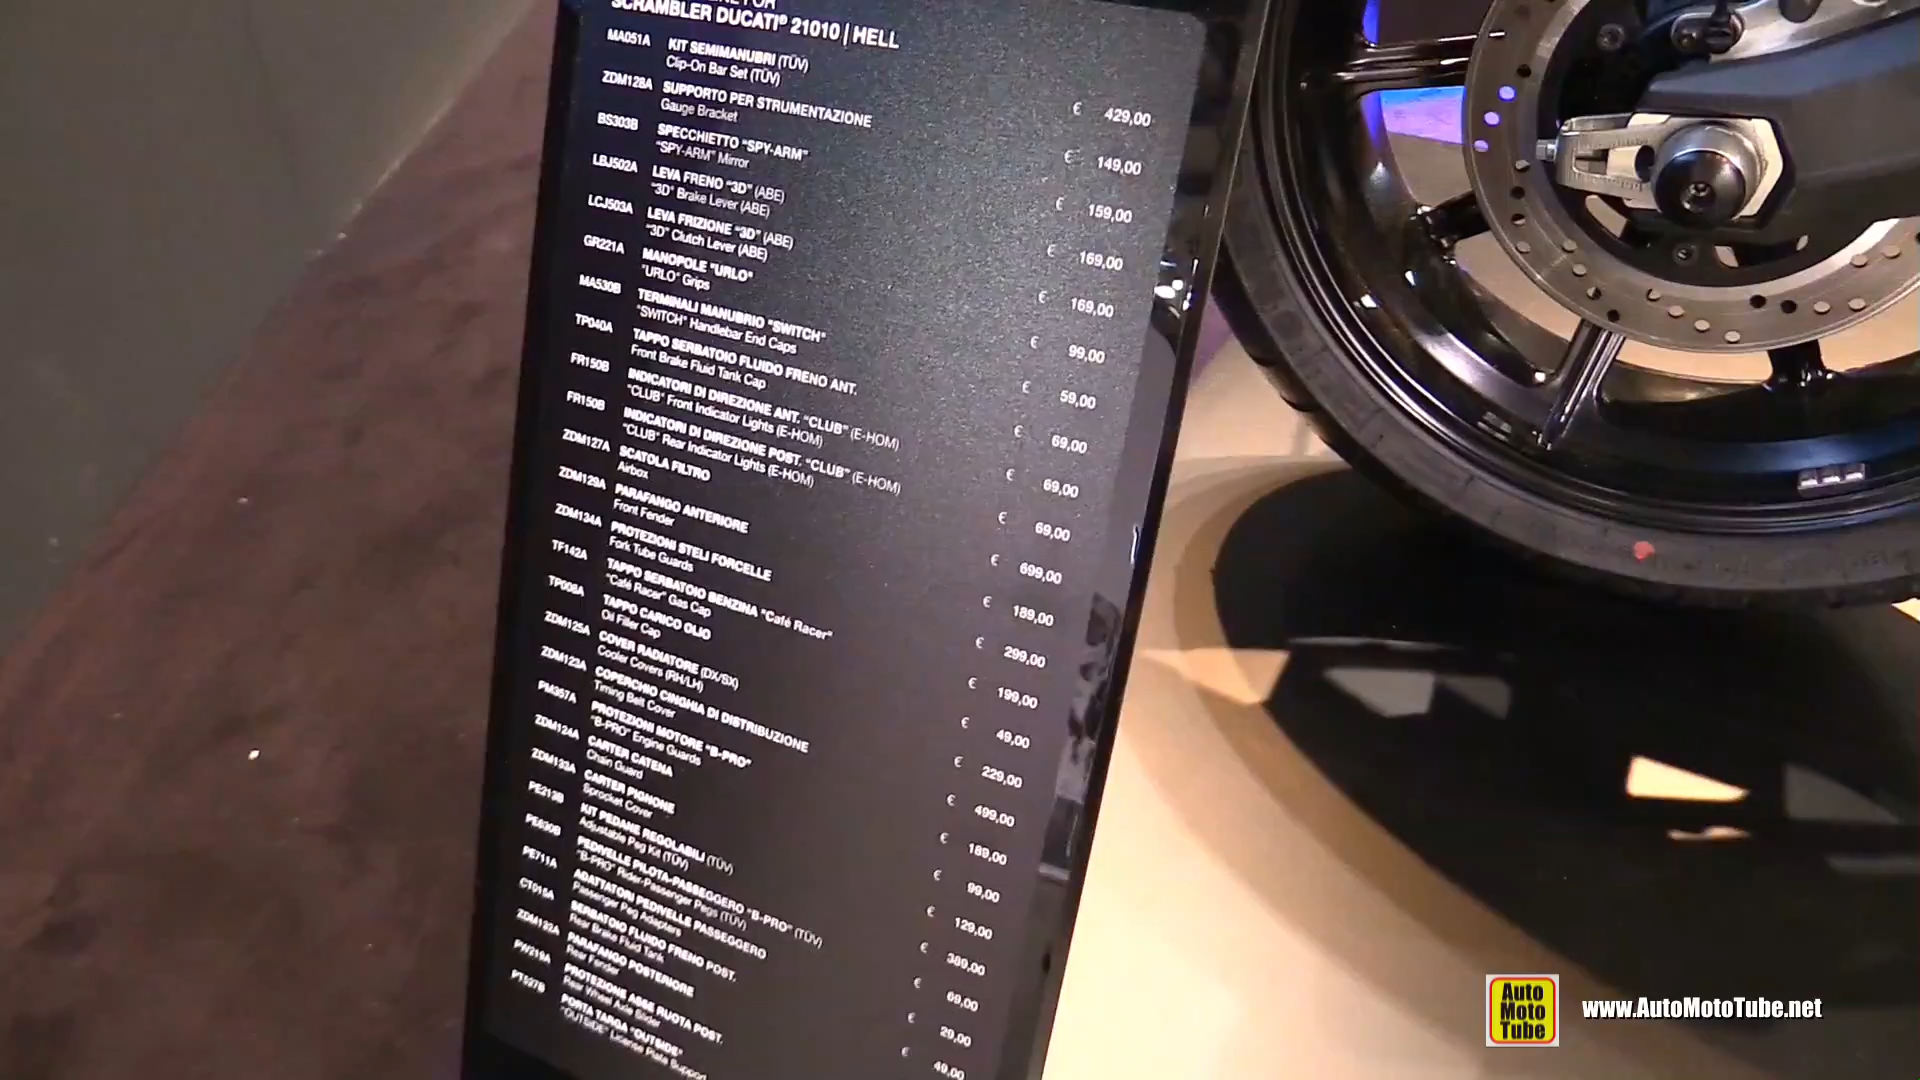 SCRAMBLER DUCATI® 21010 | HELL
MA051A KIT SEMIMANUBRI (TÜV)
Clip-On Bar Set (TÜV)
€ 429,00
ZDM128A SUPPORTO PER STRUMENTAZIONE
Gauge Bracket
€ 149,00
BS303B SPECCHIETTO "SPY-ARM"
"SPY-ARM" Mirror
€ 159,00
LBJ502A LEVA FRENO "3D" (ABE)
"3D" Brake Lever (ABE)
€ 169,00
LCJ503A LEVA FRIZIONE "3D" (ABE)
"3D" Clutch Lever (ABE)
€ 169,00
GR221A MANOPOLE "URLO"
"URLO" Grips
€ 99,00
MA530B TERMINALI MANUBRIO "SWITCH"
"SWITCH" Handlebar End Caps
€ 59,00
TP040A TAPPO SERBATOIO FLUIDO FRENO ANT.
Front Brake Fluid Tank Cap
€ 69,00
FR150B INDICATORI DI DIREZIONE ANT. "CLUB" (E-HOM)
"CLUB" Front Indicator Lights (E-HOM)
€ 69,00
FR150B INDICATORI DI DIREZIONE POST. "CLUB" (E-HOM)
"CLUB" Rear Indicator Lights (E-HOM)
€ 69,00
ZDM127A SCATOLA FILTRO
Airbox
€ 699,00
ZDM129A PARAFANGO ANTERIORE
Front Fender
€ 189,00
ZDM134A PROTEZIONI STELI FORCELLE
Fork Tube Guards
€ 299,00
TF142A TAPPO SERBATOIO BENZINA "Café Racer"
"Café Racer" Gas Cap
€ 199,00
TP008A TAPPO CARICO OLIO
Oil Filler Cap
€ 49,00
ZDM125A COVER RADIATORE (DX/SX)
Cooler Covers (RH/LH)
€ 229,00
ZDM123A COPERCHIO CINGHIA DI DISTRIBUZIONE
Timing Belt Cover
€ 499,00
PM357A PROTEZIONI MOTORE "B-PRO"
"B-PRO" Engine Guards
€ 189,00
ZDM124A CARTER CATENA
Chain Guard
€ 99,00
ZDM133A CARTER PIGNONE
Sprocket Cover
€ 129,00
PE213B KIT PEDANE REGOLABILI (TÜV)
Adjustable Peg Kit (TÜV)
€ 389,00
PE630B PEDIVELLE PILOTA-PASSEGGERO "B-PRO" (TÜV)
"B-PRO" Rider-Passenger Pegs (TÜV)
€ 69,00
PE711A ADATTATORI PEDIVELLE PASSEGGERO
Passenger Peg Adapters
€ 29,00
CT015A SERBATOIO FLUIDO FRENO POST.
Rear Brake Fluid Tank
€ 49,00
ZDM132A PARAFANGO POSTERIORE
Rear Fender
PW219A PROTEZIONE ASSE RUOTA POST.
Rear Wheel Axle Slider
PT527B PORTA TARGA "OUTSIDE"
"OUTSIDE" License Plate Support
Auto
Moto
Tube
www.AutoMotoTube.net